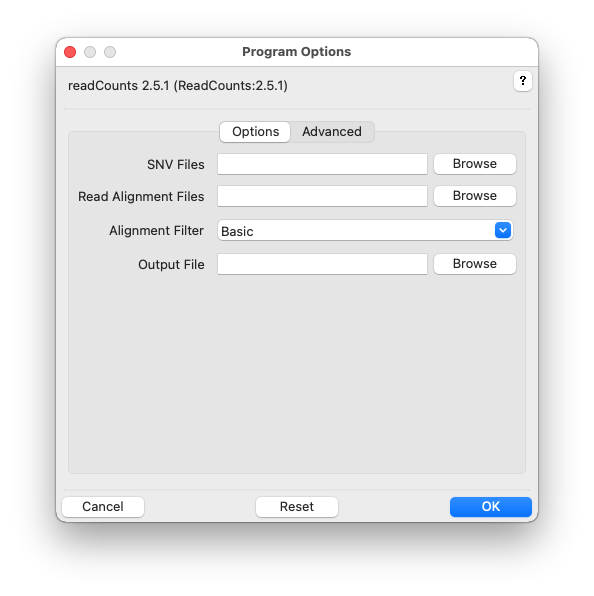 Program Options
readCounts 2.5.1 (ReadCounts:2.5.1)
?
Options Advanced
SNV Files Browse
Read Alignment Files Browse
Alignment Filter Basic
Output File Browse
Cancel Reset OK